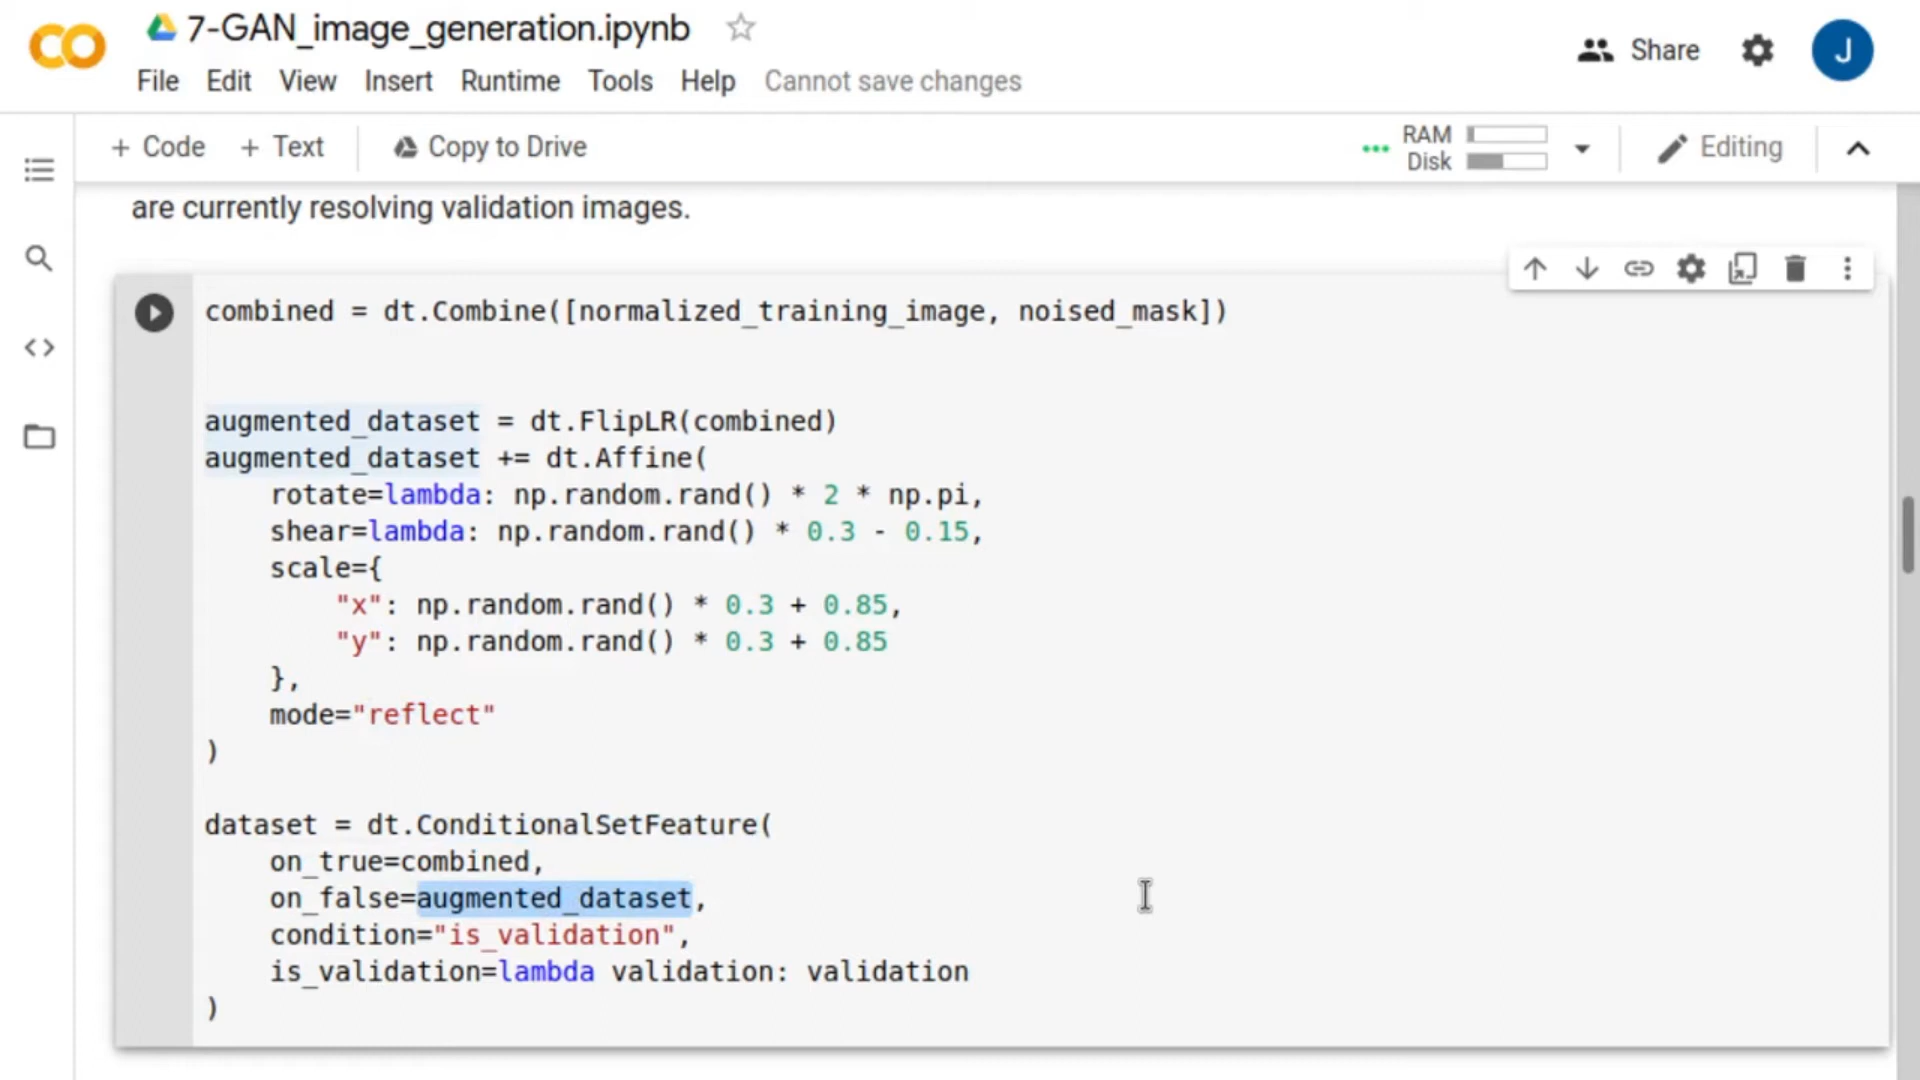 7-GAN_image_generation.ipynb
File Edit View Insert Runtime Tools Help Cannot save changes
Share
J
+ Code + Text Copy to Drive
RAM
Disk
Editing
are currently resolving validation images.
combined = dt.Combine([normalized_training_image, noised_mask])
augmented_dataset = dt.FlipLR(combined)
augmented_dataset += dt.Affine(
    rotate=lambda: np.random.rand() * 2 * np.pi,
    shear=lambda: np.random.rand() * 0.3 - 0.15,
    scale={
        "x": np.random.rand() * 0.3 + 0.85,
        "y": np.random.rand() * 0.3 + 0.85
    },
    mode="reflect"
)
dataset = dt.ConditionalSetFeature(
    on_true=combined,
    on_false=augmented_dataset,
    condition="is_validation",
    is_validation=lambda validation: validation
)